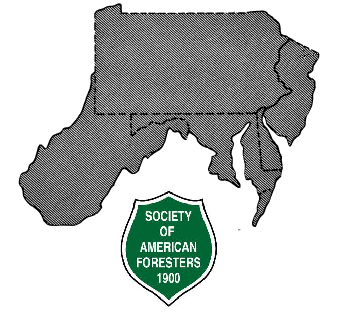 SOCIETY
OF
AMERICAN
FORESTERS
1900